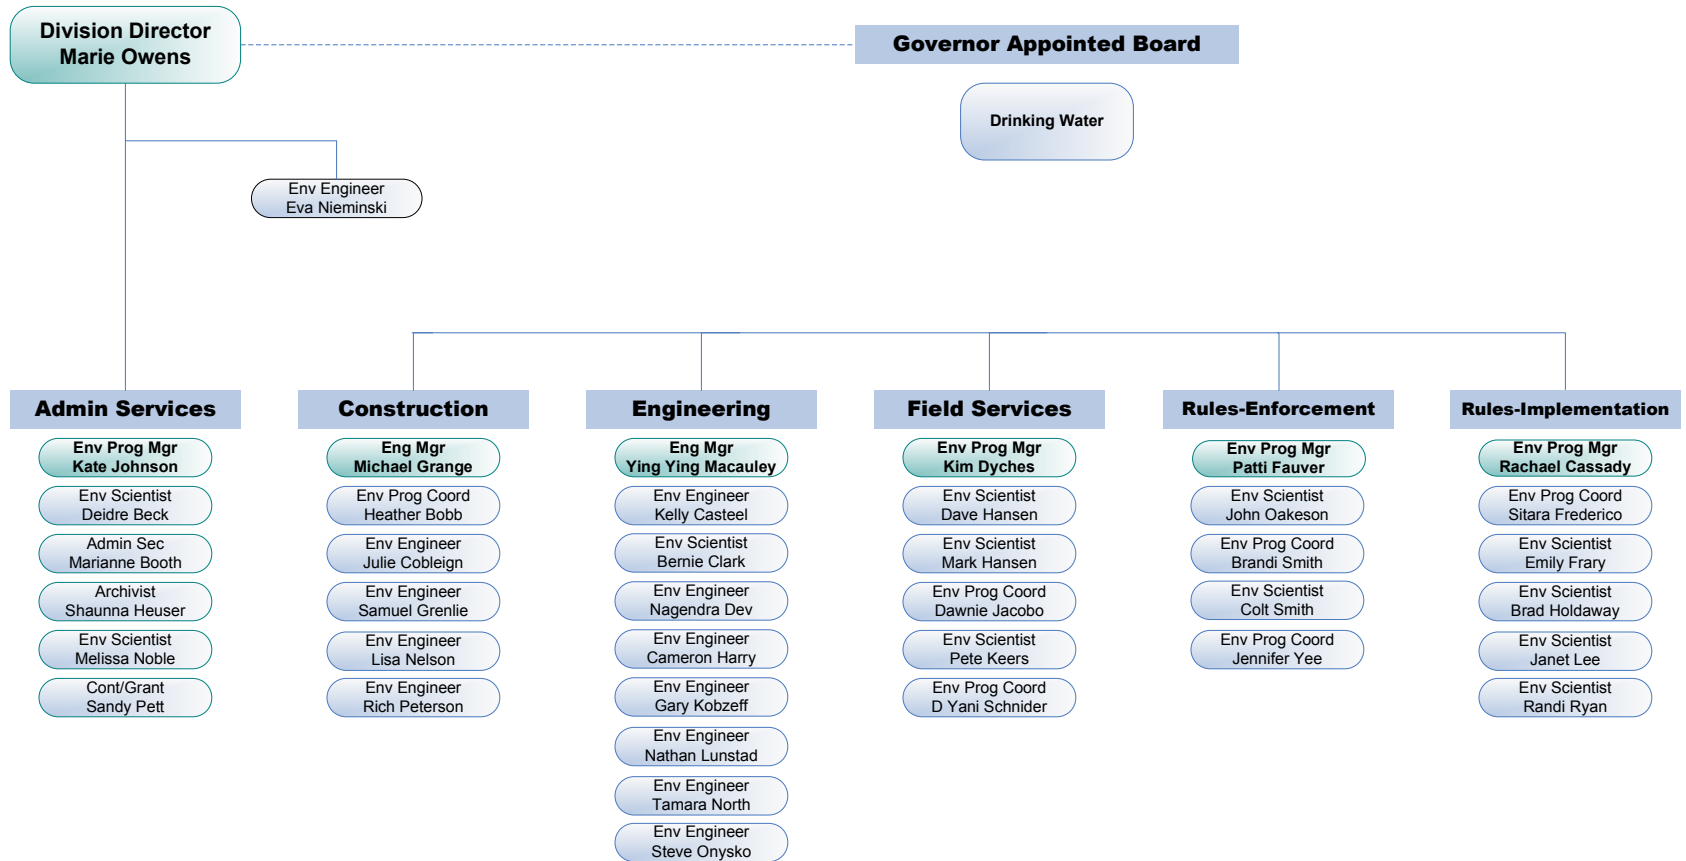 Division Director
Marie Owens
Governor Appointed Board
Drinking Water
Env Engineer
Eva Nieminski
Admin Services
Env Prog Mgr
Kate Johnson
Env Scientist
Deidre Beck
Admin Sec
Marianne Booth
Archivist
Shaunna Heuser
Env Scientist
Melissa Noble
Cont/Grant
Sandy Pett
Construction
Eng Mgr
Michael Grange
Env Prog Coord
Heather Bobb
Env Engineer
Julie Cobleign
Env Engineer
Samuel Grenlie
Env Engineer
Lisa Nelson
Env Engineer
Rich Peterson
Engineering
Eng Mgr
Ying Ying Macauley
Env Engineer
Kelly Casteel
Env Scientist
Bernie Clark
Env Engineer
Nagendra Dev
Env Engineer
Cameron Harry
Env Engineer
Gary Kobzeff
Env Engineer
Nathan Lunstad
Env Engineer
Tamara North
Env Engineer
Steve Onysko
Field Services
Env Prog Mgr
Kim Dyches
Env Scientist
Dave Hansen
Env Scientist
Mark Hansen
Env Prog Coord
Dawnie Jacobo
Env Scientist
Pete Keers
Env Prog Coord
D Yani Schnider
Rules-Enforcement
Env Prog Mgr
Patti Fauver
Env Scientist
John Oakeson
Env Prog Coord
Brandi Smith
Env Scientist
Colt Smith
Env Prog Coord
Jennifer Yee
Rules-Implementation
Env Prog Mgr
Rachael Cassady
Env Prog Coord
Sitara Frederico
Env Scientist
Emily Frary
Env Scientist
Brad Holdaway
Env Scientist
Janet Lee
Env Scientist
Randi Ryan